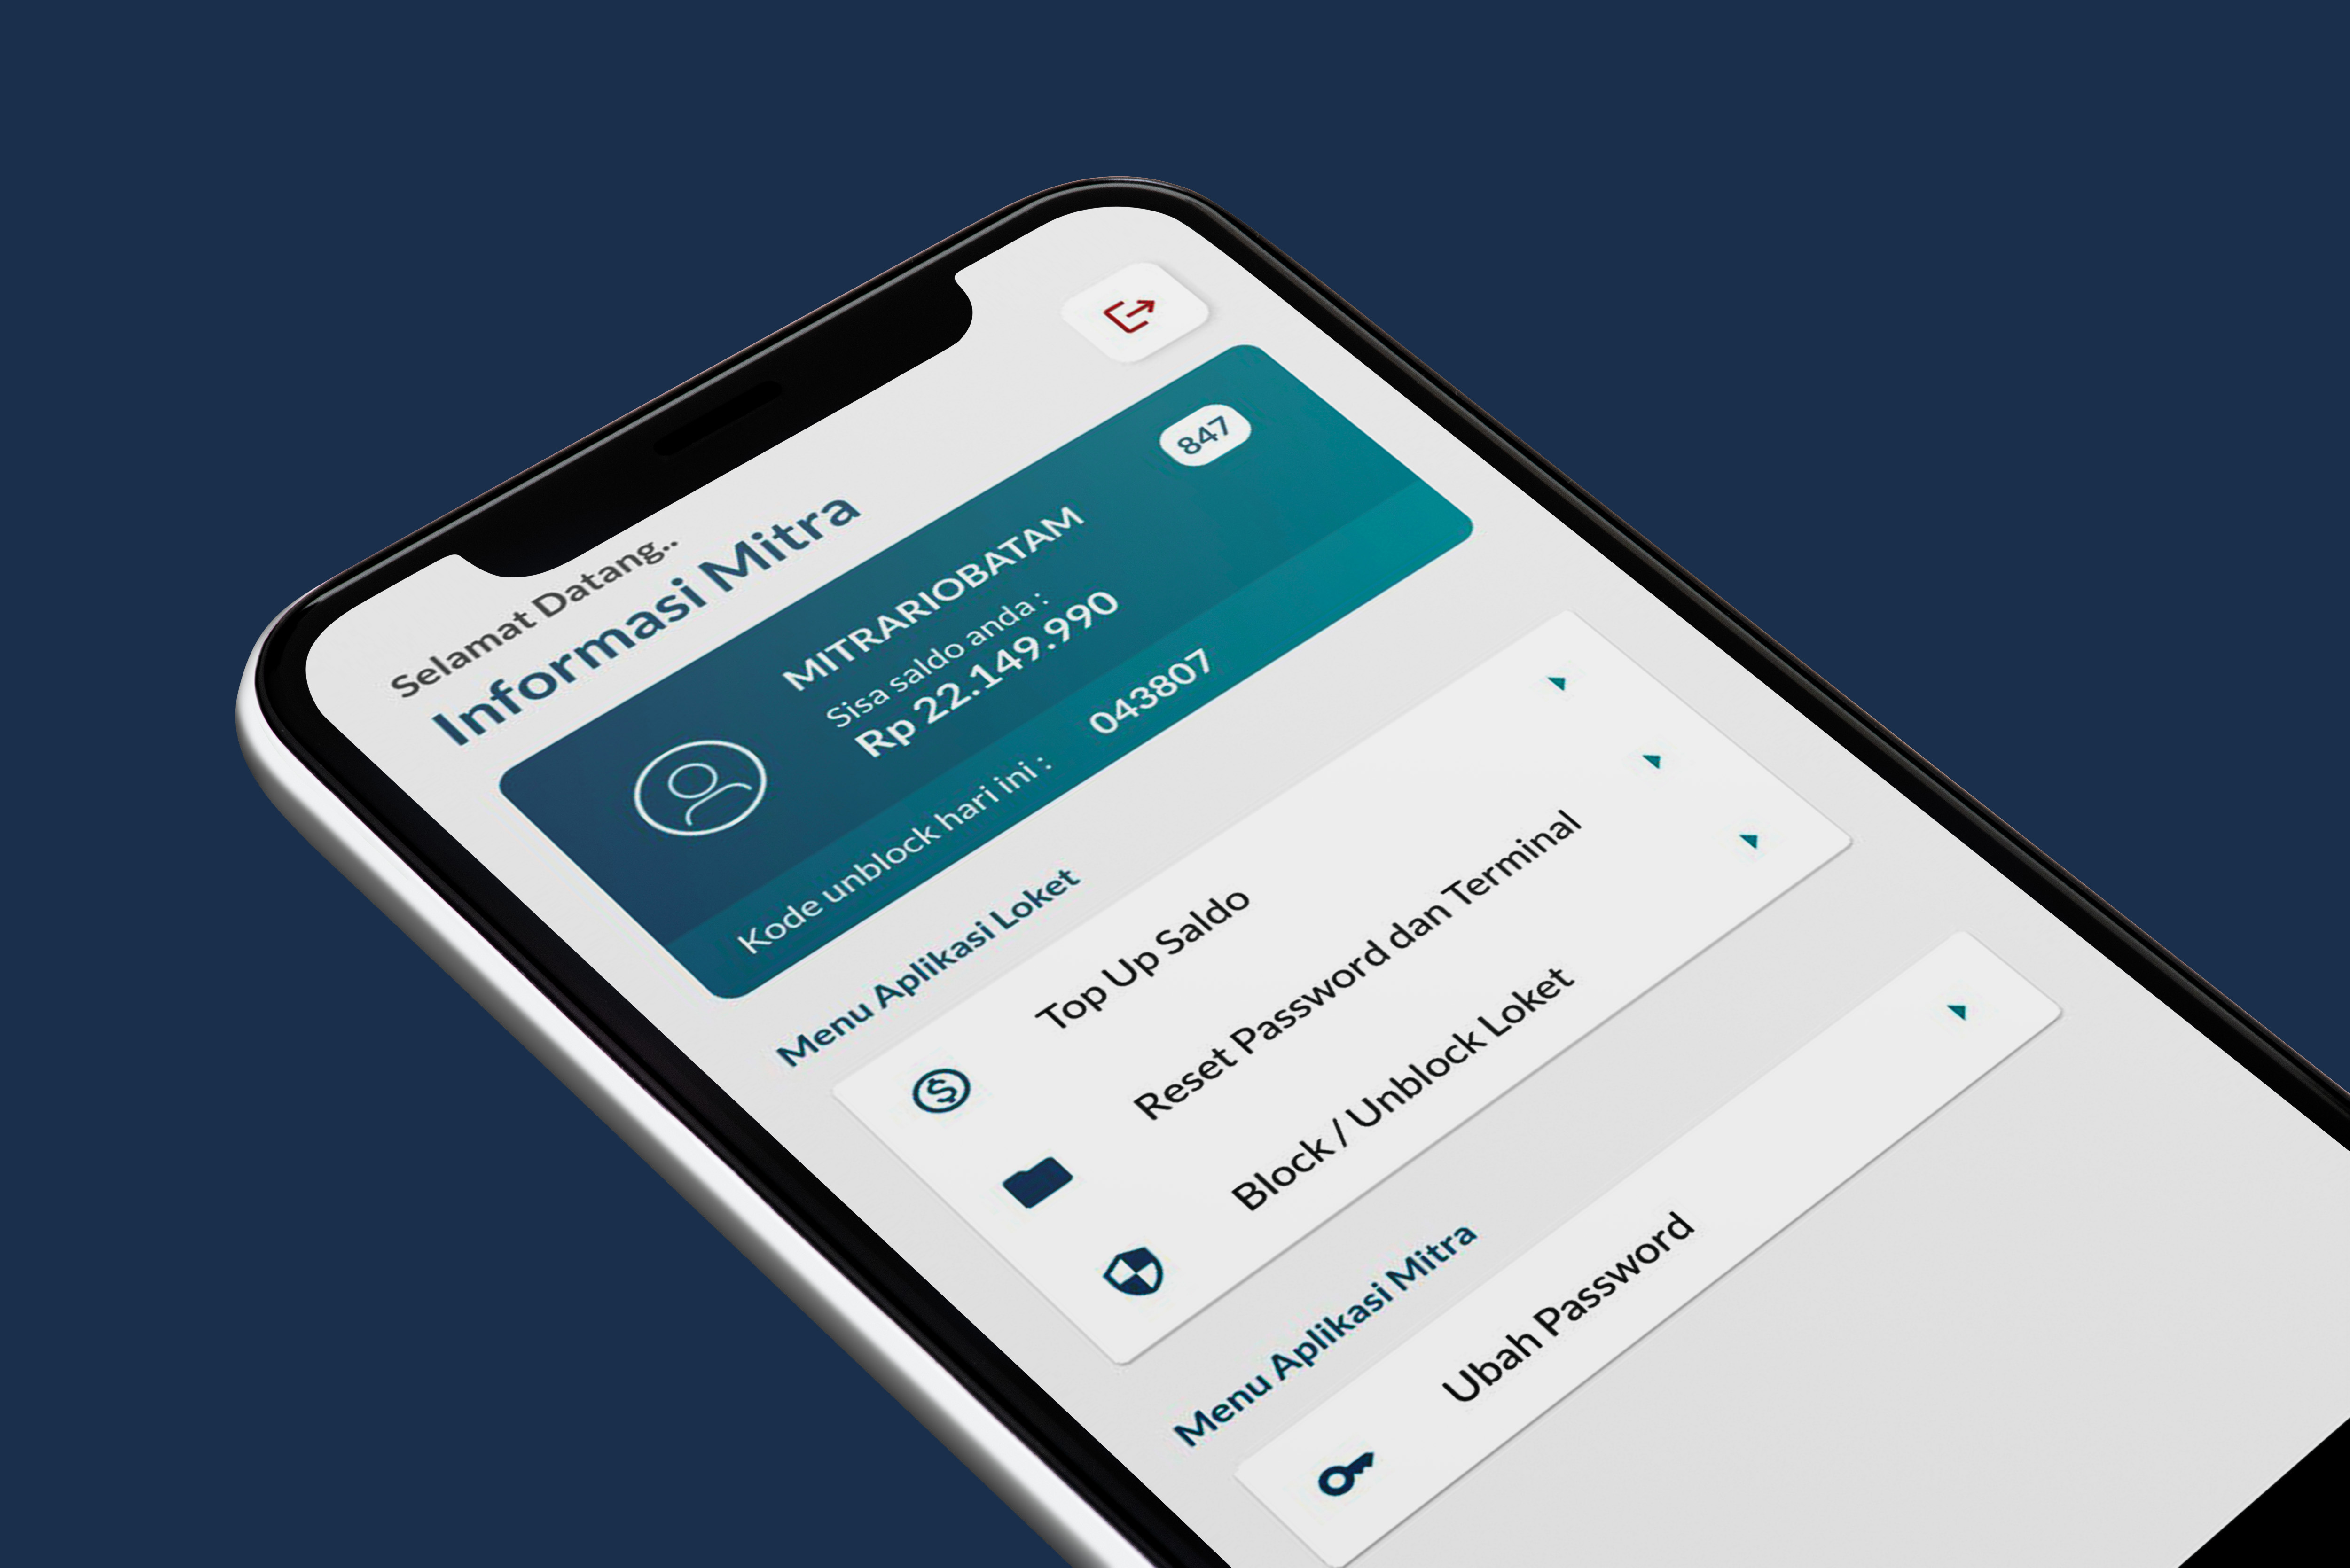 Selamat Datang..
Informasi Mitra
847
MITRARIOBATAM
Sisa saldo anda :
Rp 22.149.990
Kode unblock hari ini : 043807
Menu Aplikasi Loket
Top Up Saldo
Reset Password dan Terminal
Block / Unblock Loket
Menu Aplikasi Mitra
Ubah Password